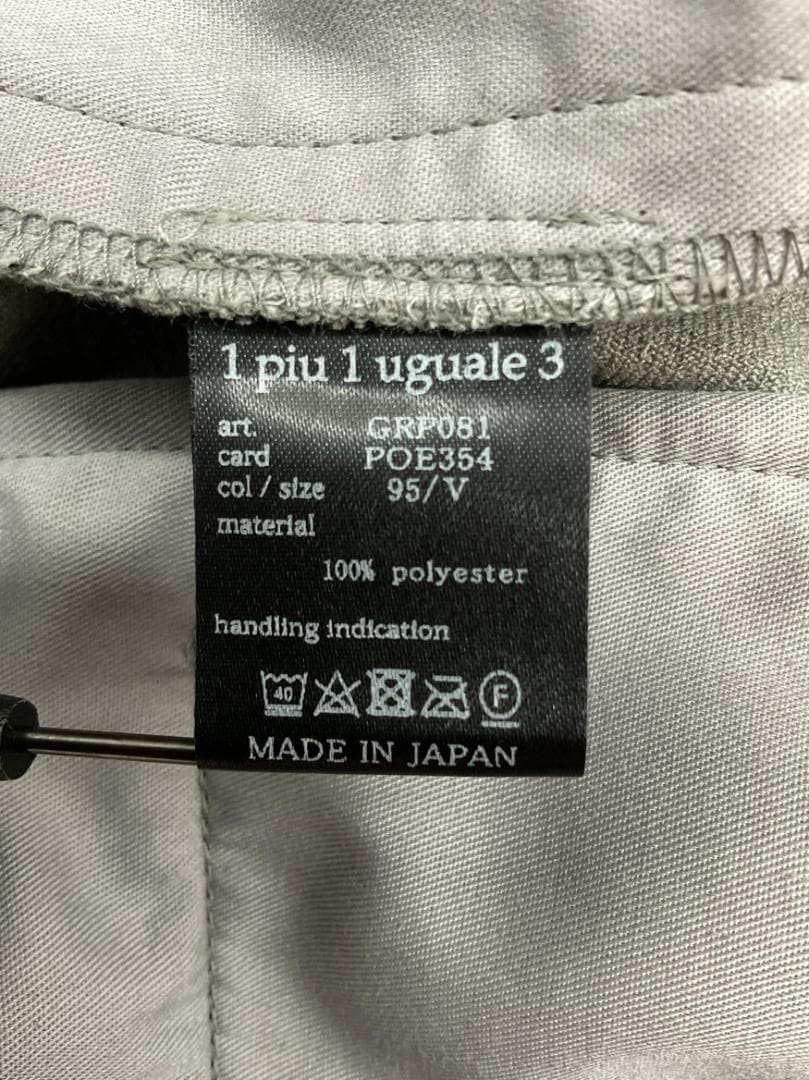 1 piu 1 uguale 3
art. GRP081
card POE354
col / size 95/V
material
100% polyester
handling indication
40 F
MADE IN JAPAN